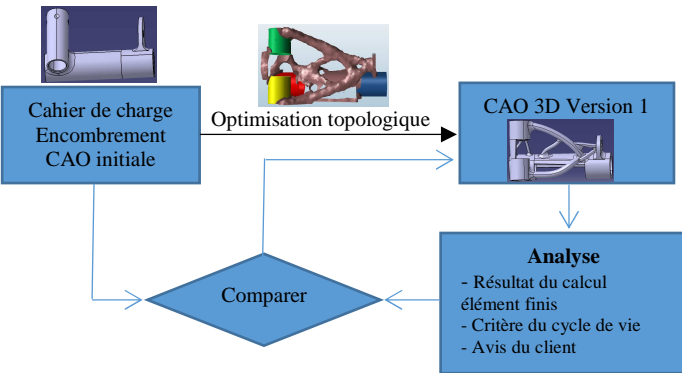 Cahier de charge
Encombrement
CAO initiale
Optimisation topologique
CAO 3D Version 1
Analyse
- Résultat du calcul
élément finis
- Critère du cycle de vie
- Avis du client
Comparer